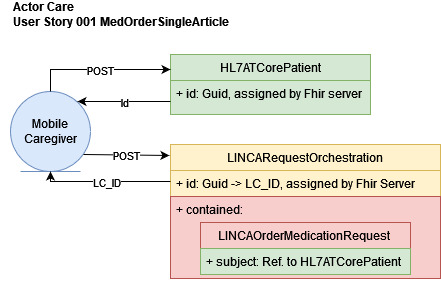 Actor Care
User Story 001 MedOrderSingleArticle
POST
HL7ATCorePatient
+ id: Guid, assigned by Fhir server
Id
Mobile
Caregiver
POST
LINCARequestOrchestration
LC_ID
+ id: Guid -> LC_ID, assigned by Fhir Server
+ contained:
LINCAOrderMedicationRequest
+ subject: Ref. to HL7ATCorePatient